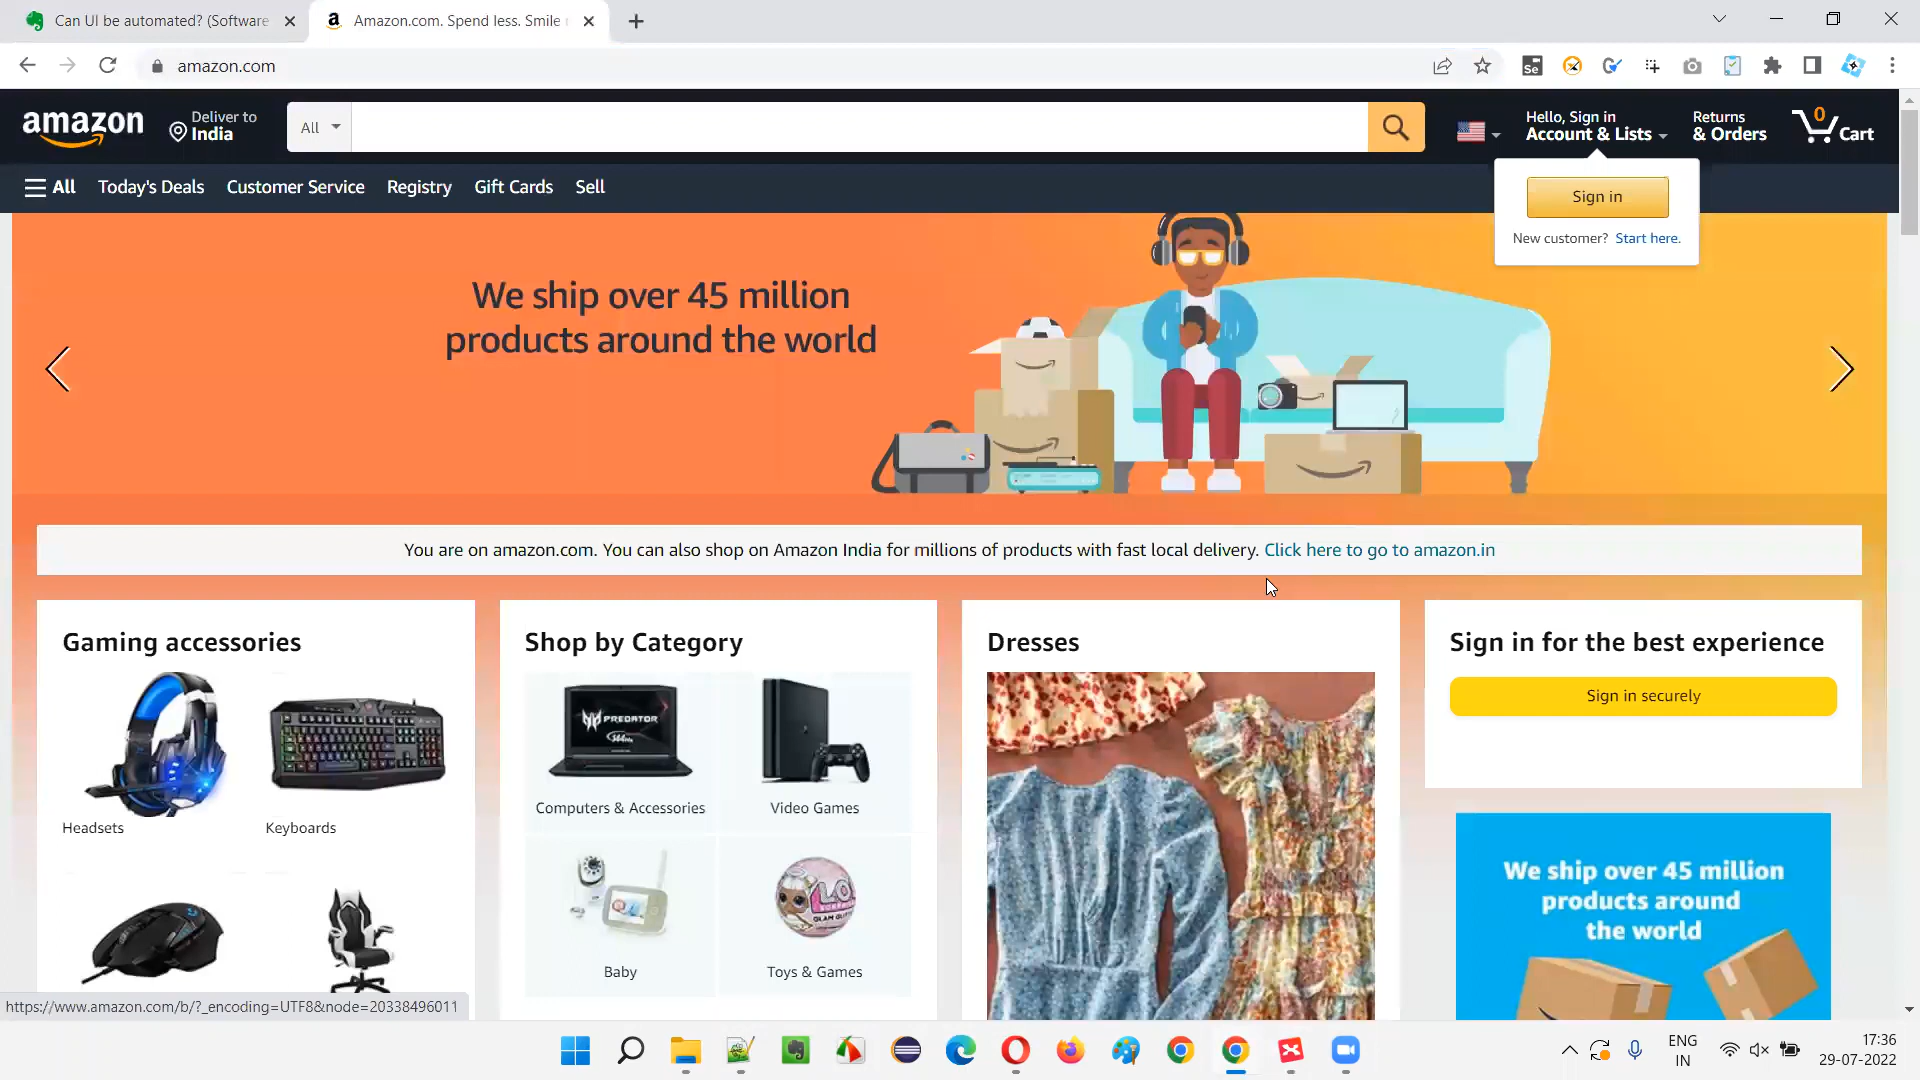 Can UI be automated? (Software
Amazon.com. Spend less. Smile
amazon.com
Se
amazon
Deliver to
India
All
Hello, Sign in
Account & Lists
Returns
& Orders
0
Cart
All
Today's Deals
Customer Service
Registry
Gift Cards
Sell
Sign in
New customer? Start here.
We ship over 45 million
products around the world
You are on amazon.com. You can also shop on Amazon India for millions of products with fast local delivery. Click here to go to amazon.in
Gaming accessories
Headsets
Keyboards
Shop by Category
PREDATOR
Computers & Accessories
Video Games
Baby
Toys & Games
Dresses
Sign in for the best experience
Sign in securely
We ship over 45 million
products around
the world
https://www.amazon.com/b/?_encoding=UTF8&node=20338496011
ENG
IN
17:36
29-07-2022